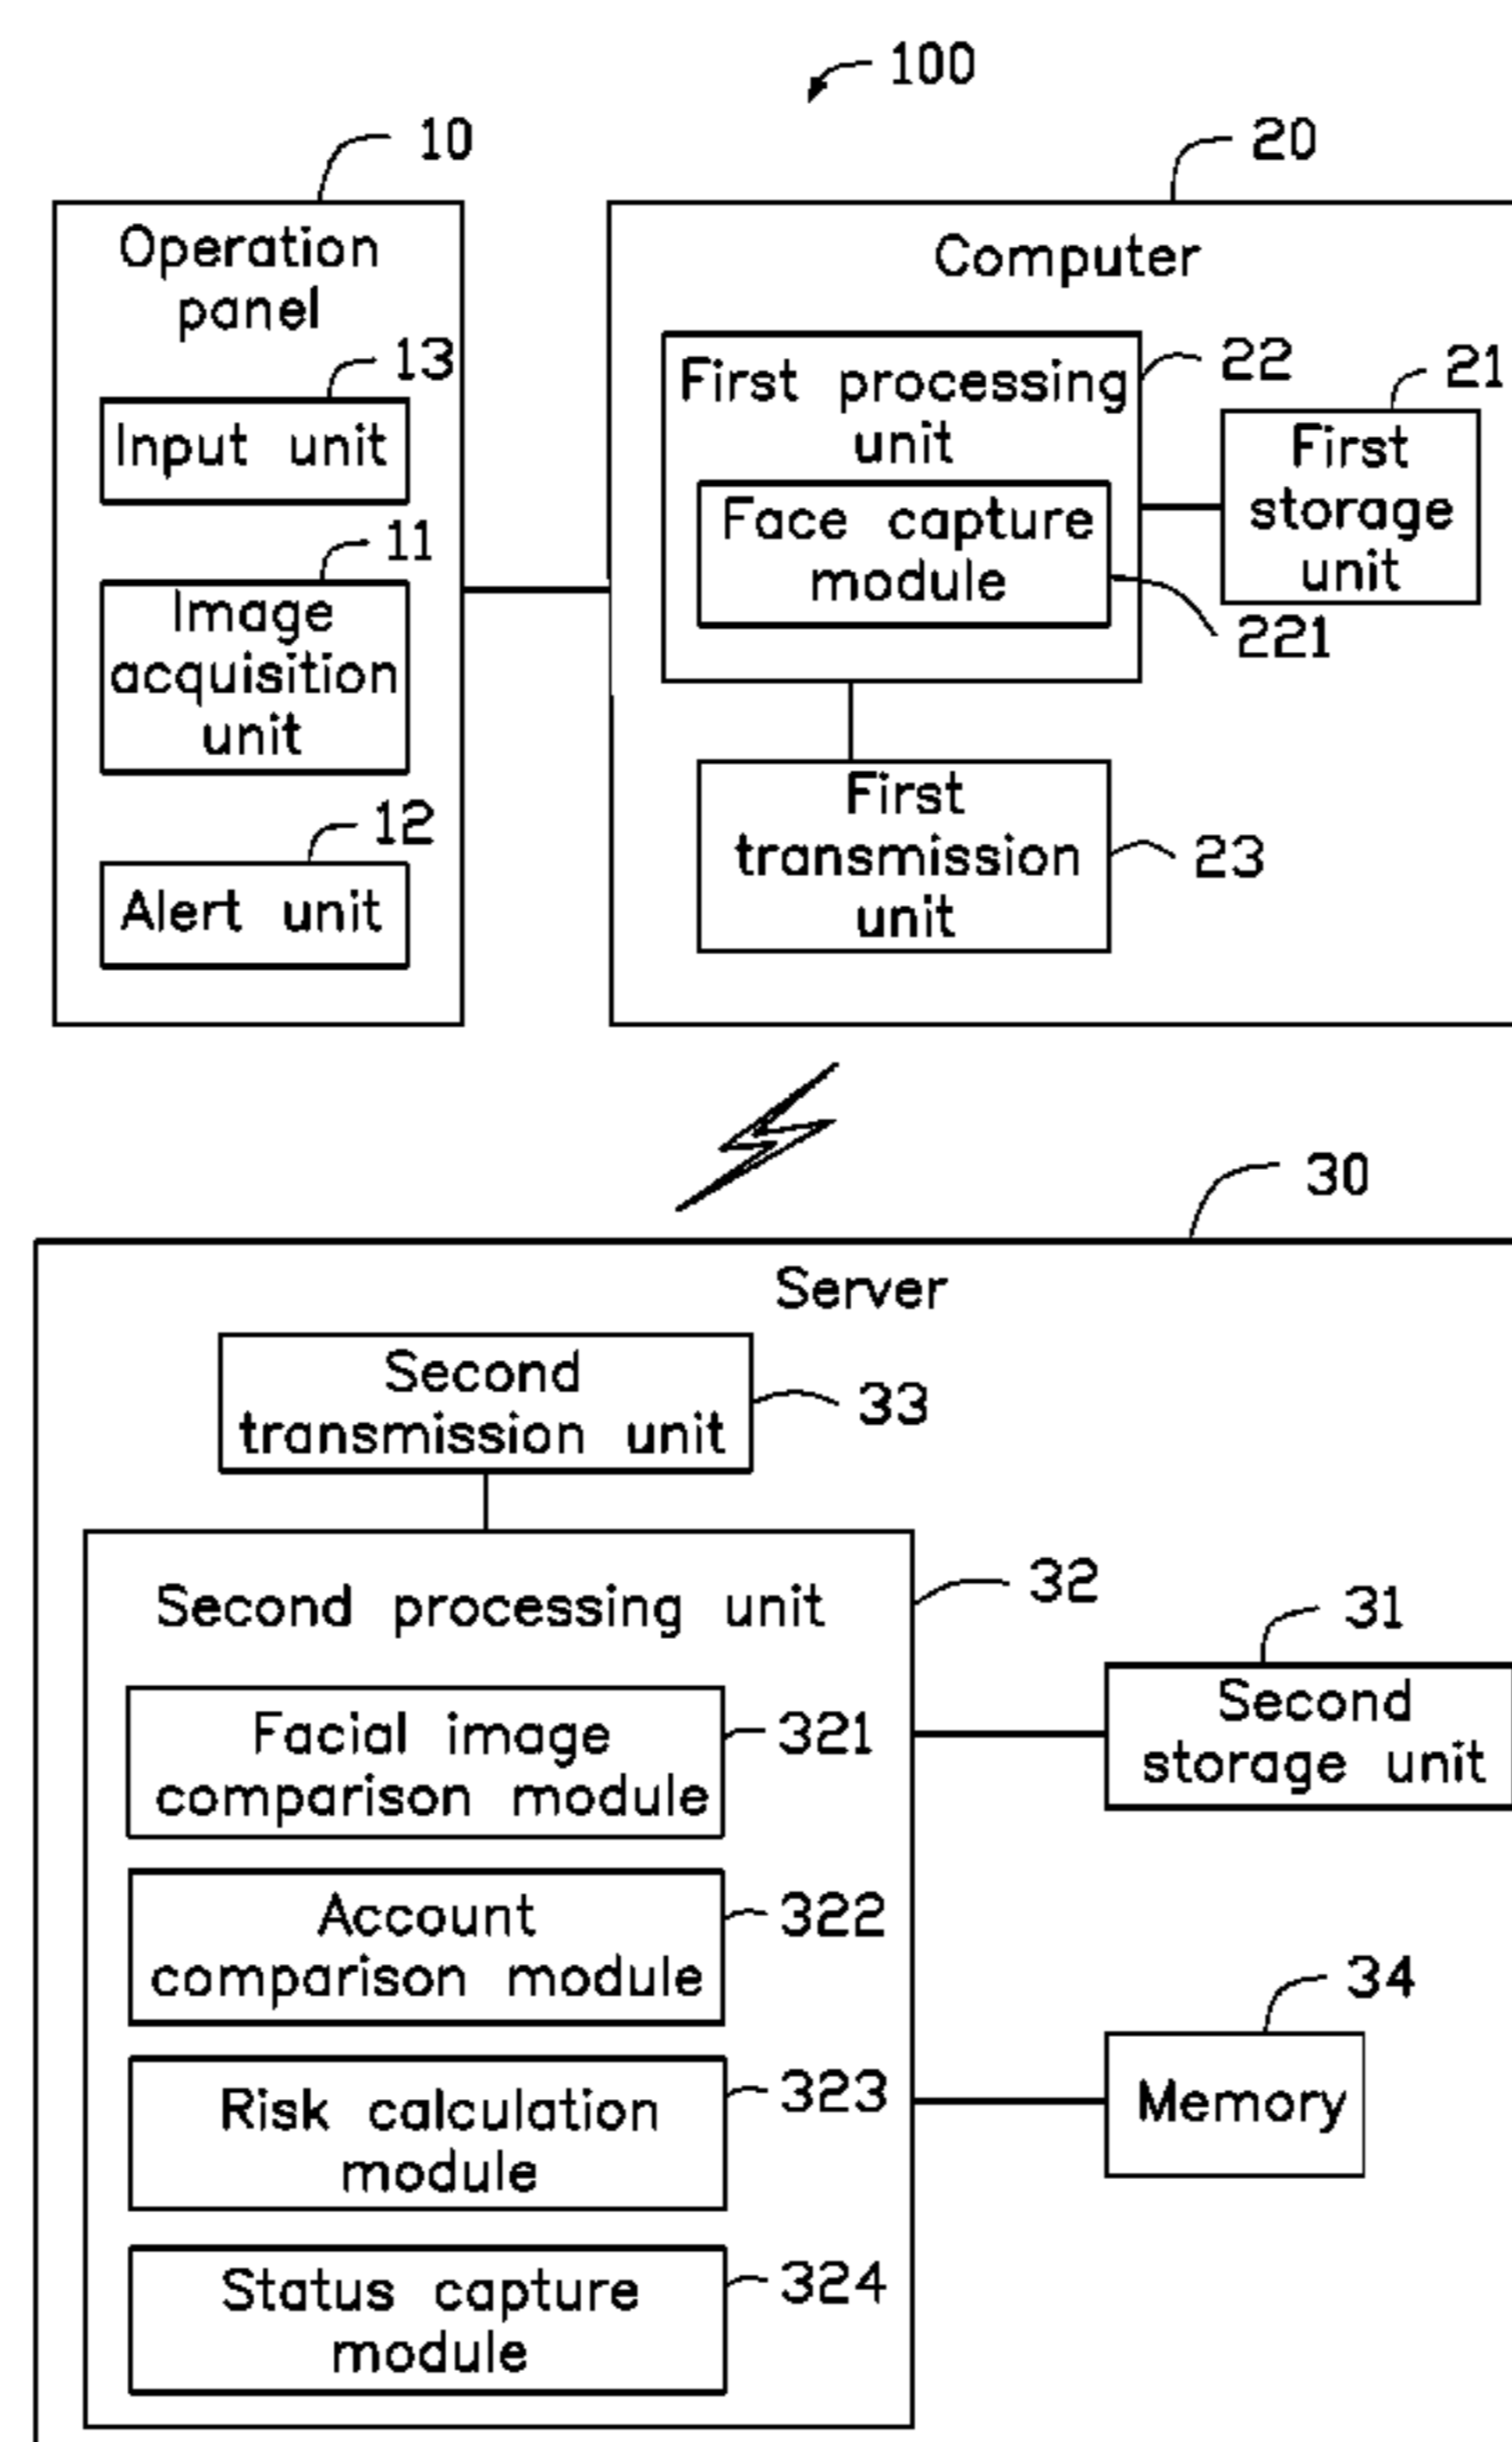 100
10
20
Operation
panel
13
Input unit
11
Image
acquisition
unit
12
Alert unit
Computer
22
21
First processing
unit
First
storage
unit
Face capture
module
221
First
transmission
unit
23
30
Server
Second
transmission unit
33
32
31
Second processing unit
Second
storage unit
Facial image
comparison module
321
Account
comparison module
322
34
Memory
Risk calculation
module
323
Status capture
module
324